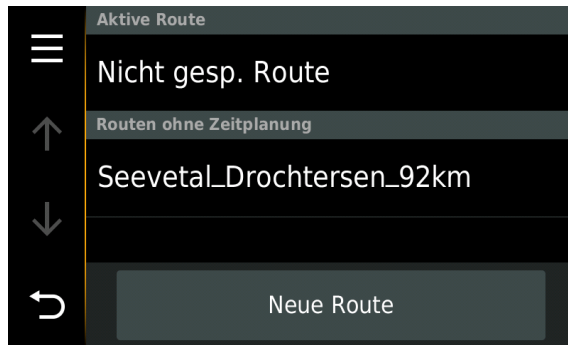 Aktive Route
Nicht gesp. Route
Routen ohne Zeitplanung
Seevetal_Drochtersen_92km
Neue Route